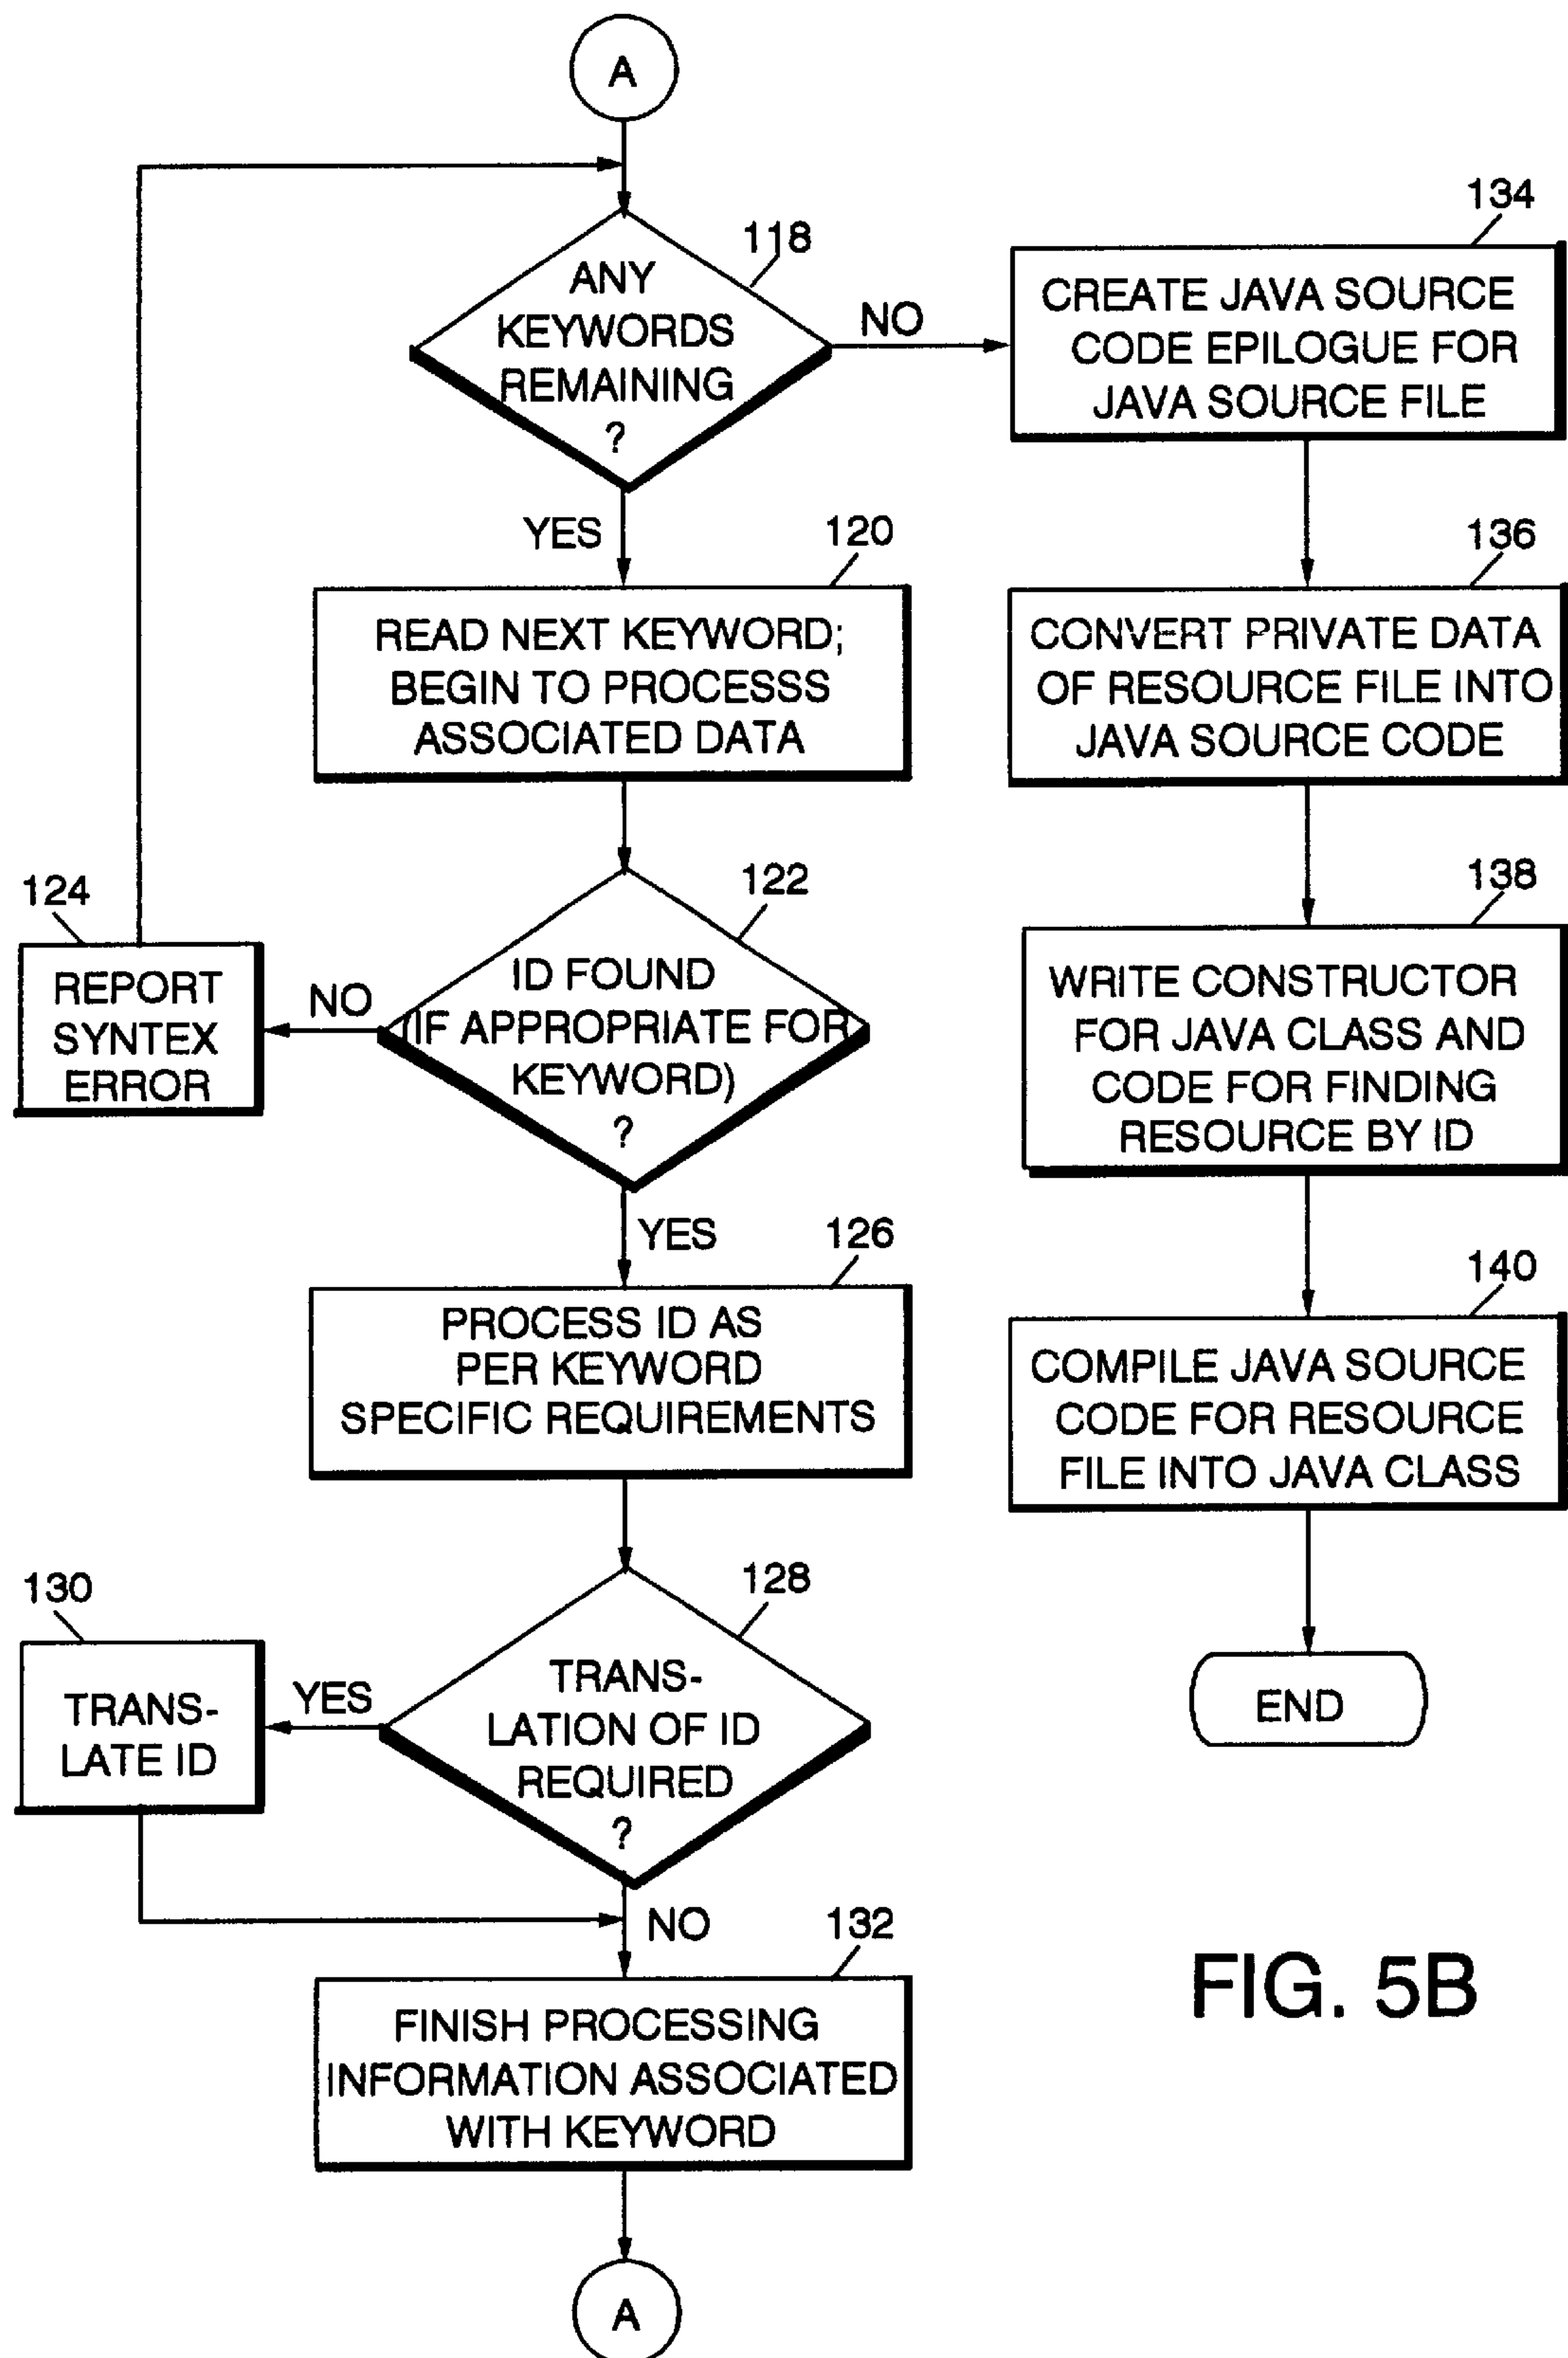 A
118
ANY
KEYWORDS
REMAINING
?
NO
YES
134
CREATE JAVA SOURCE
CODE EPILOGUE FOR
JAVA SOURCE FILE
120
READ NEXT KEYWORD;
BEGIN TO PROCESSS
ASSOCIATED DATA
136
CONVERT PRIVATE DATA
OF RESOURCE FILE INTO
JAVA SOURCE CODE
122
ID FOUND
(IF APPROPRIATE FOR
KEYWORD)
?
NO
YES
124
REPORT
SYNTEX
ERROR
138
WRITE CONSTRUCTOR
FOR JAVA CLASS AND
CODE FOR FINDING
RESOURCE BY ID
126
PROCESS ID AS
PER KEYWORD
SPECIFIC REQUIREMENTS
140
COMPILE JAVA SOURCE
CODE FOR RESOURCE
FILE INTO JAVA CLASS
128
TRANS-
LATION OF ID
REQUIRED
?
YES
NO
130
TRANS-
LATE ID
END
132
FINISH PROCESSING
INFORMATION ASSOCIATED
WITH KEYWORD
A
FIG. 5B